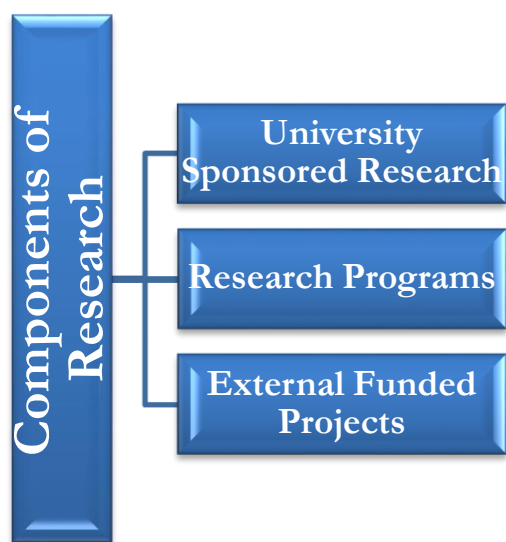 Components of
Research
University
Sponsored Research
Research Programs
External Funded
Projects